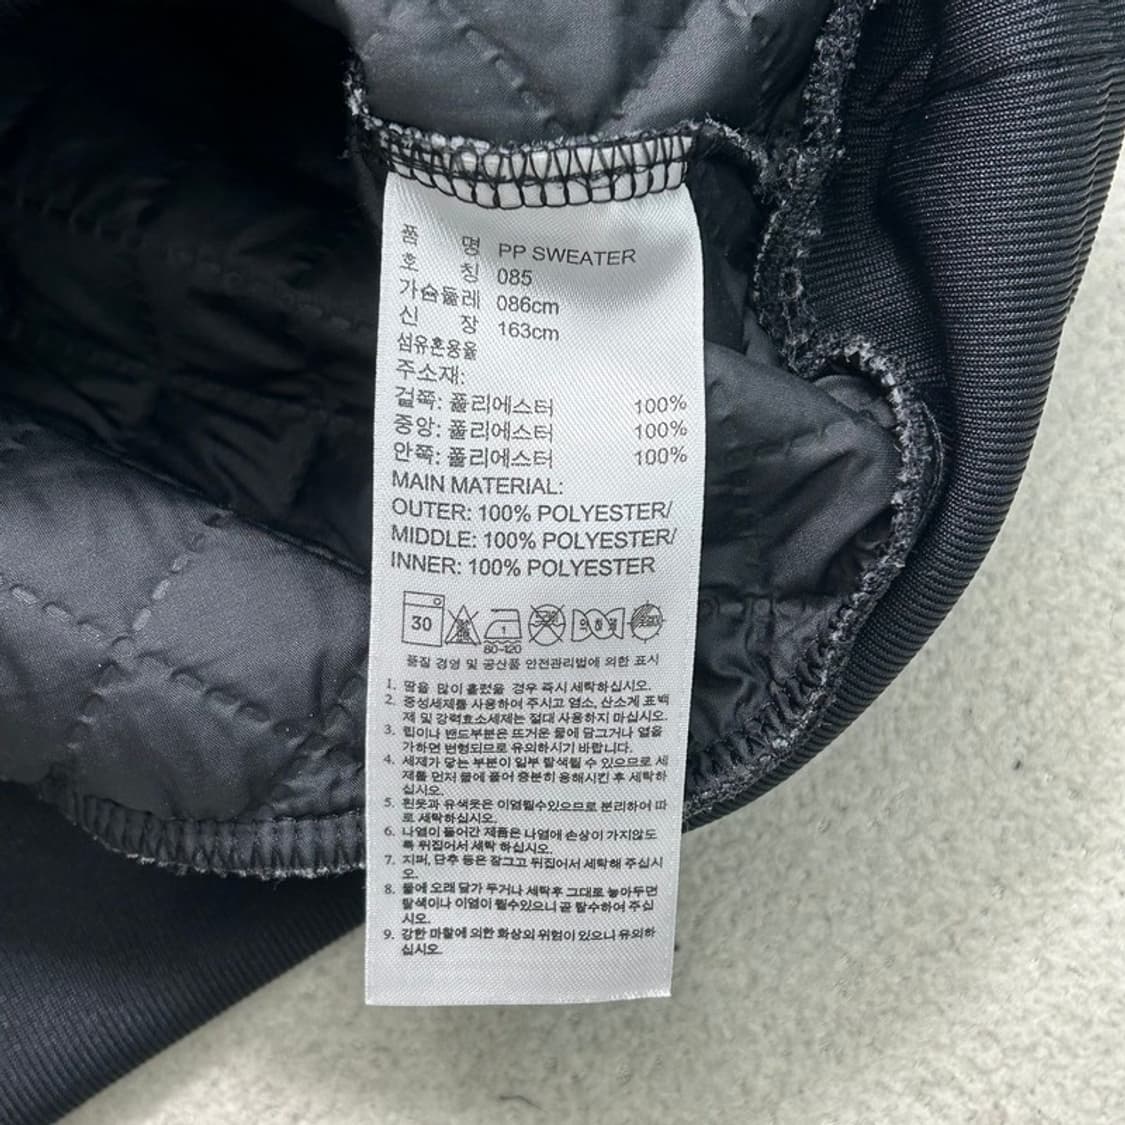 품 명 PP SWEATER
호 칭 085
가슴둘레 086cm
신 장 163cm
섬유혼용율
주소재:
겉쪽: 폴리에스터 100%
중앙: 폴리에스터 100%
안쪽: 폴리에스터 100%
MAIN MATERIAL:
OUTER: 100% POLYESTER/
MIDDLE: 100% POLYESTER/
INNER: 100% POLYESTER
30 1
80-120
품질 경영 및 공산품 안전관리법에 의한 표시
1. 땀을 많이 흘렸을 경우 즉시 세탁하십시오.
2. 중성세제를 사용하여 주시고 염소, 산소계 표백
제 및 강력효소세제는 절대 사용하지 마십시오.
3. 립이나 밴드부분은 뜨거운 물에 담그거나 열을
가하면 변형되므로 유의하시기 바랍니다.
4. 세제가 닿는 부분이 일부 탈색될 수 있으므로 세
제를 먼저 물에 풀어 충분히 용해시킨 후 세탁하
십시오.
5. 흰옷과 유색옷은 이염될수있으므로 분리하여 따
로 세탁하십시오.
6. 나염이 들어간 제품은 나염에 손상이 가지않도
록 뒤집어서 세탁 하십시오.
7. 지퍼, 단추 등은 잠그고 뒤집어서 세탁해 주십시
오.
8. 물에 오래 담가 두거나 세탁후 그대로 놓아두면
탈색이나 이염이 될수있으니 곧 탈수하여 주십
시오.
9. 강한 마찰에 의한 화상의 위험이 있으니 유의하
십시오.